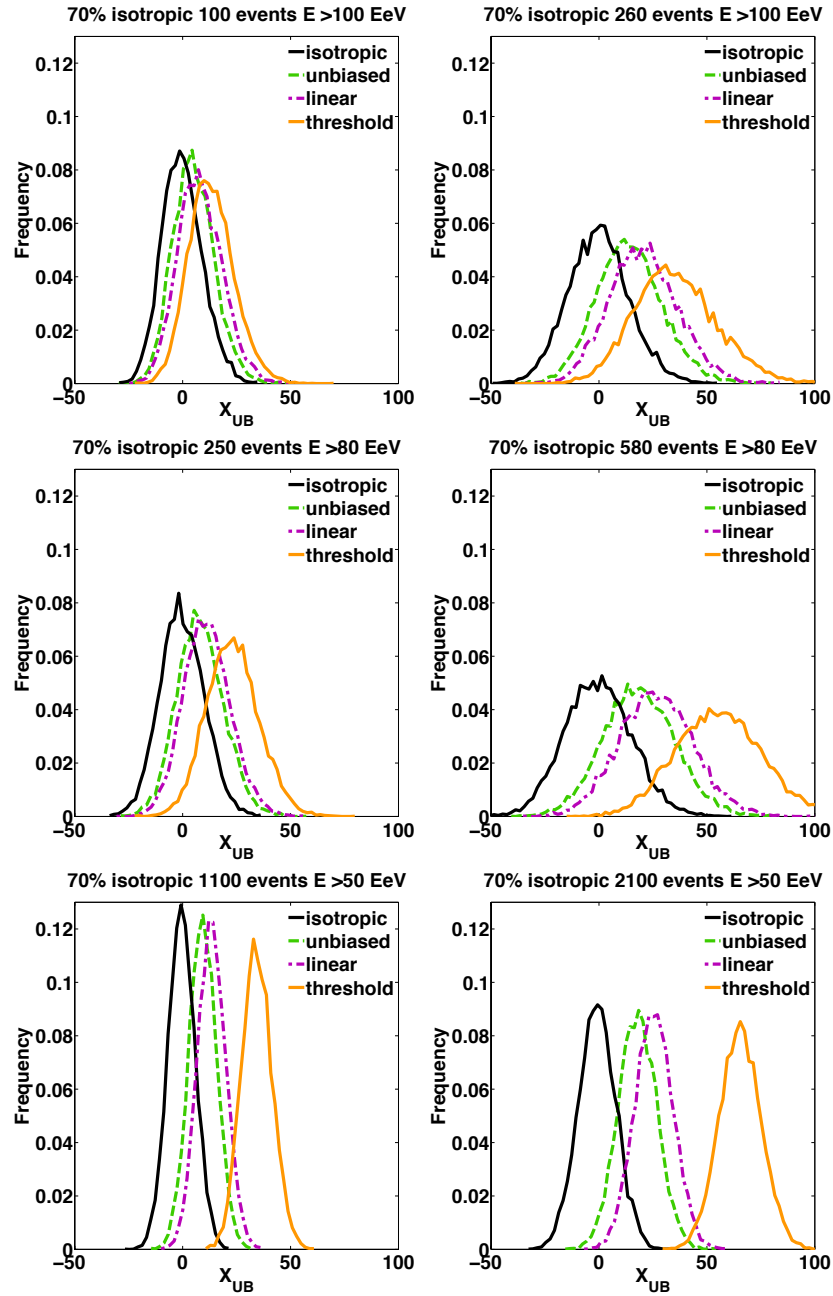 70% isotropic 100 events E >100 EeV
isotropic
unbiased
linear
threshold
Frequency
0.12
0.1
0.08
0.06
0.04
0.02
0
−50
0
50
100
X_UB
70% isotropic 260 events E >100 EeV
isotropic
unbiased
linear
threshold
Frequency
0.12
0.1
0.08
0.06
0.04
0.02
0
−50
0
50
100
X_UB
70% isotropic 250 events E >80 EeV
isotropic
unbiased
linear
threshold
Frequency
0.12
0.1
0.08
0.06
0.04
0.02
0
−50
0
50
100
X_UB
70% isotropic 580 events E >80 EeV
isotropic
unbiased
linear
threshold
Frequency
0.12
0.1
0.08
0.06
0.04
0.02
0
−50
0
50
100
X_UB
70% isotropic 1100 events E >50 EeV
isotropic
unbiased
linear
threshold
Frequency
0.12
0.1
0.08
0.06
0.04
0.02
0
−50
0
50
100
X_UB
70% isotropic 2100 events E >50 EeV
isotropic
unbiased
linear
threshold
Frequency
0.12
0.1
0.08
0.06
0.04
0.02
0
−50
0
50
100
X_UB